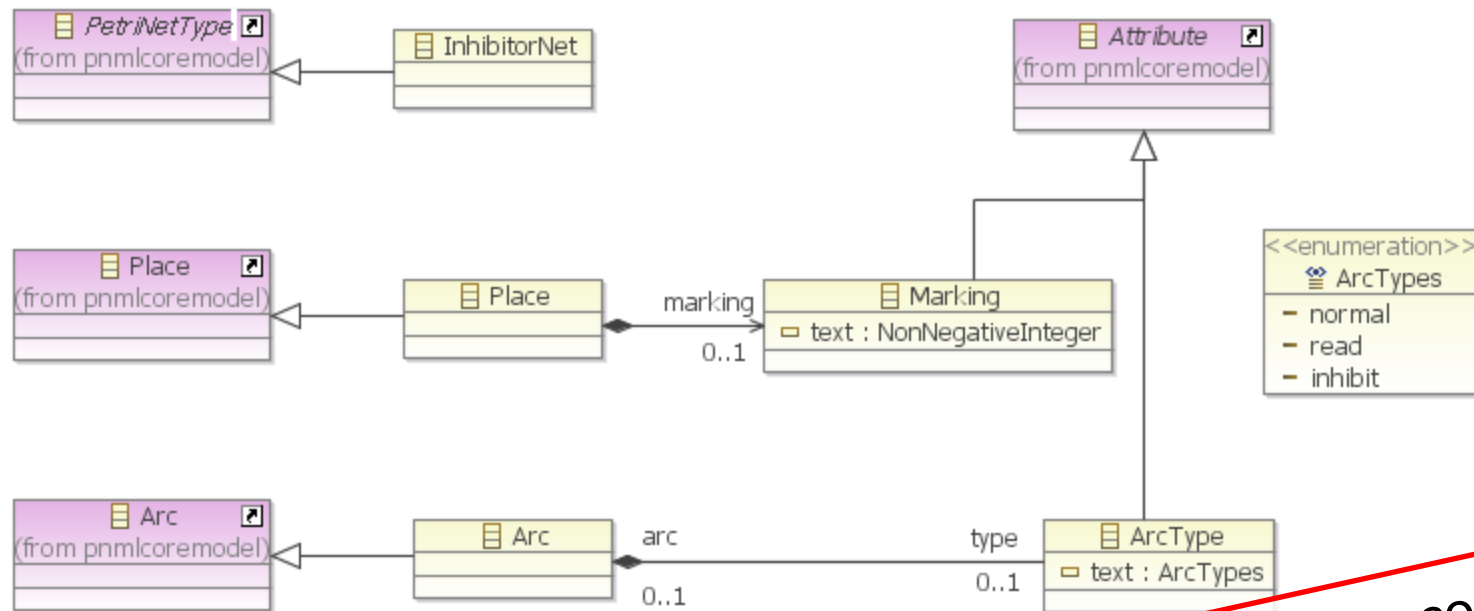 PetriNetType
(from pnmlcoremodel)
InhibitorNet
Attribute
(from pnmlcoremodel)
Place
(from pnmlcoremodel)
Place
marking
0..1
Marking
text : NonNegativeInteger
<<enumeration>>
ArcTypes
normal
read
inhibit
Arc
(from pnmlcoremodel)
Arc
arc
0..1
type
0..1
ArcType
text : ArcTypes